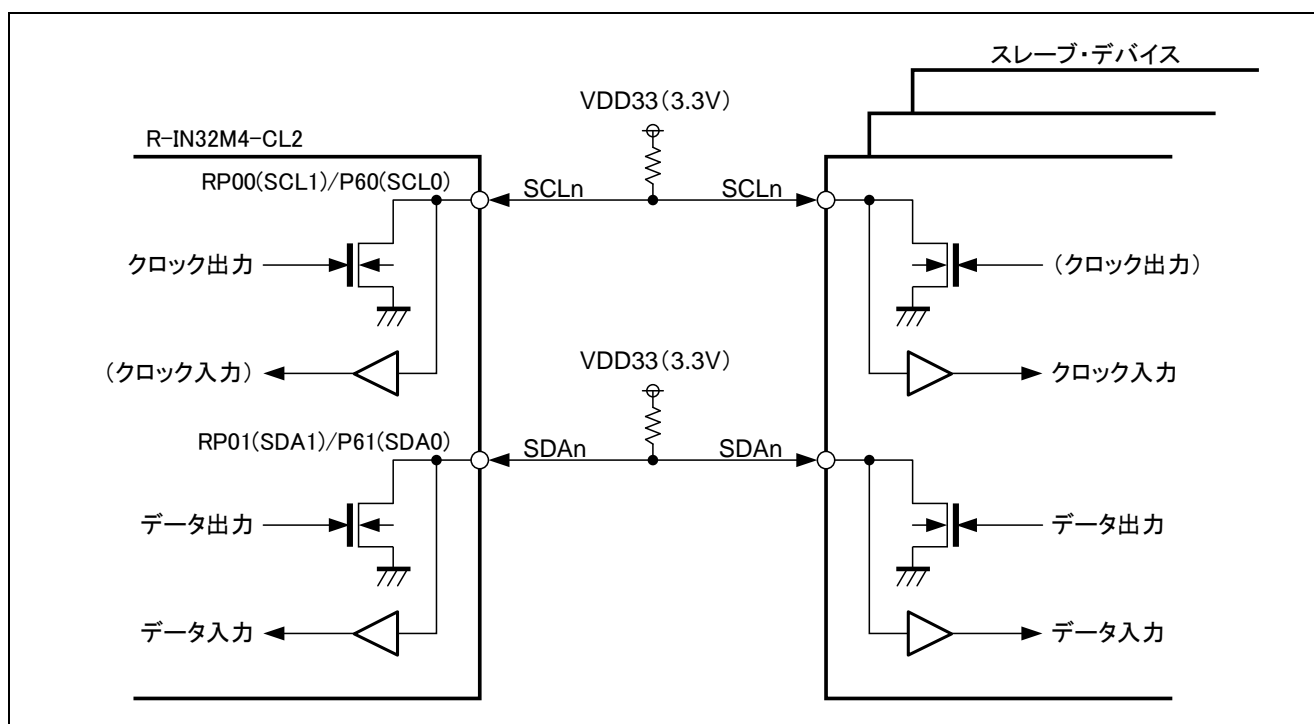 スレーブ・デバイス
VDD33(3.3V)
R-IN32M4-CL2
RP00(SCL1)/P60(SCL0)
SCLn
SCLn
クロック出力
(クロック出力)
(クロック入力)
クロック入力
VDD33(3.3V)
RP01(SDA1)/P61(SDA0)
SDAn
SDAn
データ出力
データ出力
データ入力
データ入力